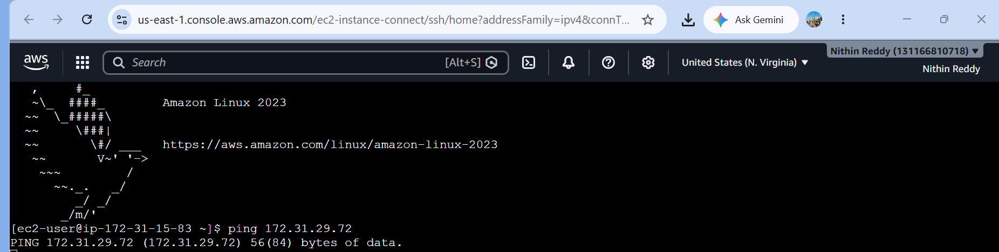 us-east-1.console.aws.amazon.com/ec2-instance-connect/ssh/home?addressFamily=ipv4&connT...
Ask Gemini
aws
Search
[Alt+S]
United States (N. Virginia) ▼
Nithin Reddy (131166810718) ▼
Nithin Reddy
   ,     #_
   ~\_  ####_        Amazon Linux 2023
  ~~  \_#####\
  ~~     \###|
  ~~       \#/ ___   https://aws.amazon.com/linux/amazon-linux-2023
   ~~       V~' '->
    ~~~         /
      ~~._.   _/
         _/ _/
       _/m/'
[ec2-user@ip-172-31-15-83 ~]$ ping 172.31.29.72
PING 172.31.29.72 (172.31.29.72) 56(84) bytes of data.